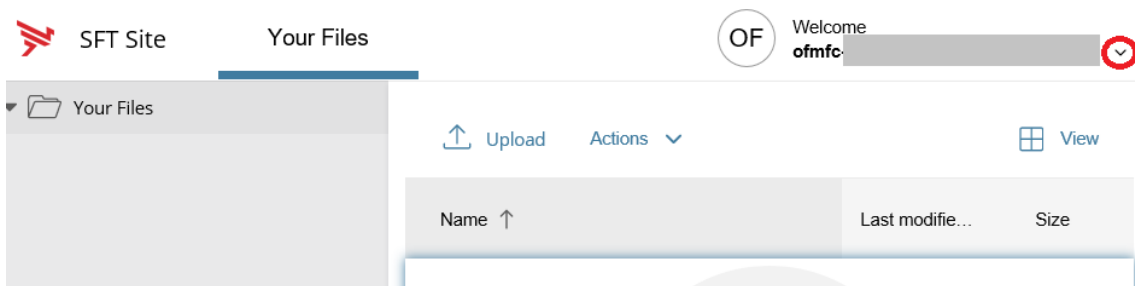 SFT Site
Your Files
OF
Welcome
ofmfc-
Your Files
Upload
Actions
View
Name
Last modifie...
Size